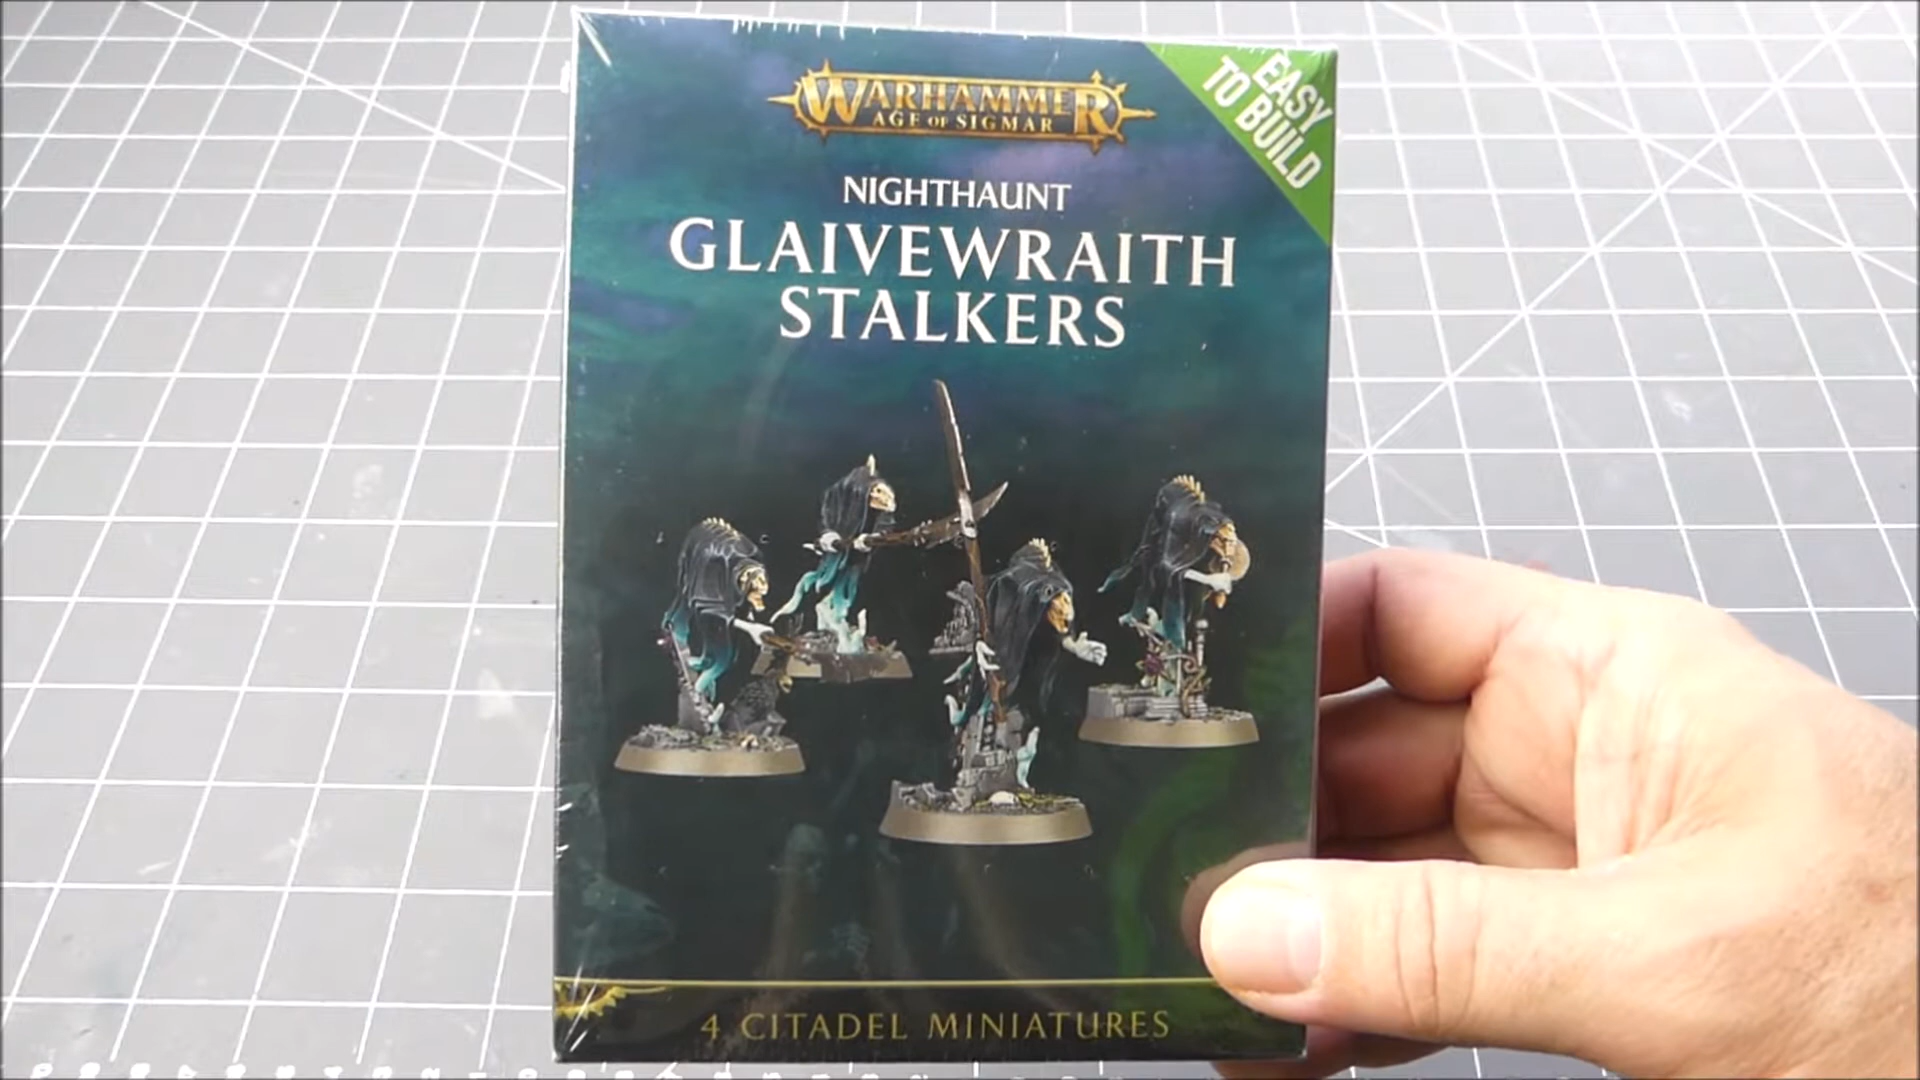 WARHAMMER
AGE OF SIGMAR
EASY
TO BUILD
NIGHTHAUNT
GLAIVEWRAITH
STALKERS
4 CITADEL MINIATURES